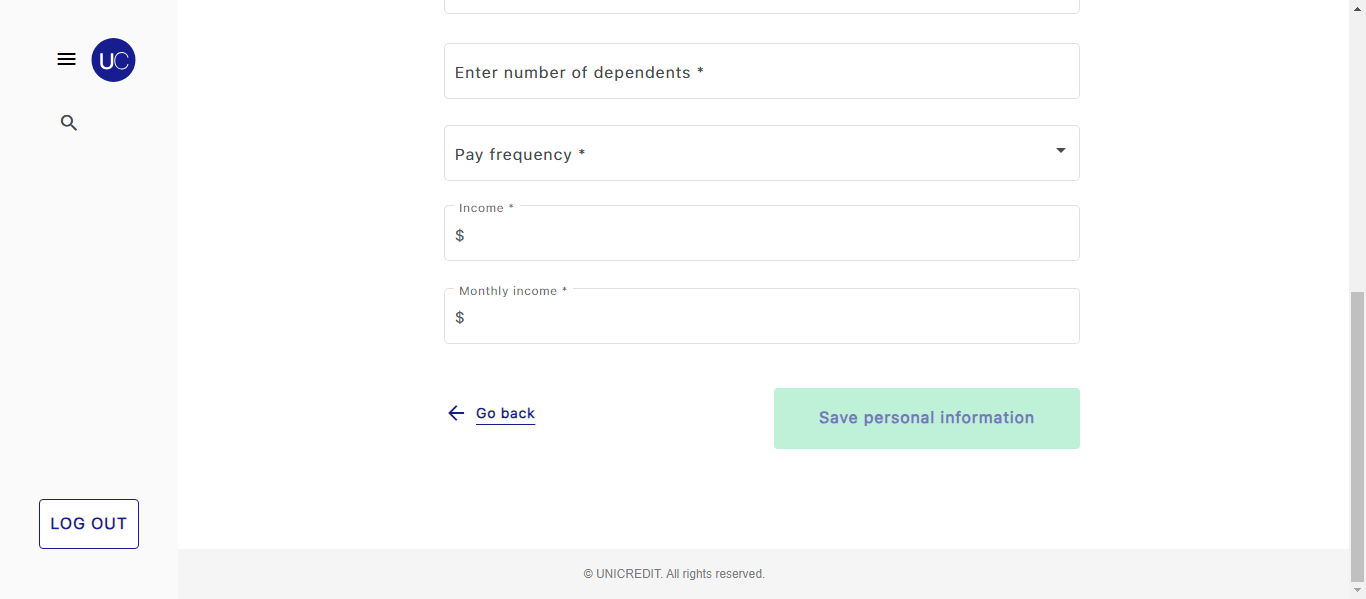 UC
Enter number of dependents *
Pay frequency *
Income *
$
Monthly income *
$
Go back
Save personal information
LOG OUT
© UNICREDIT. All rights reserved.